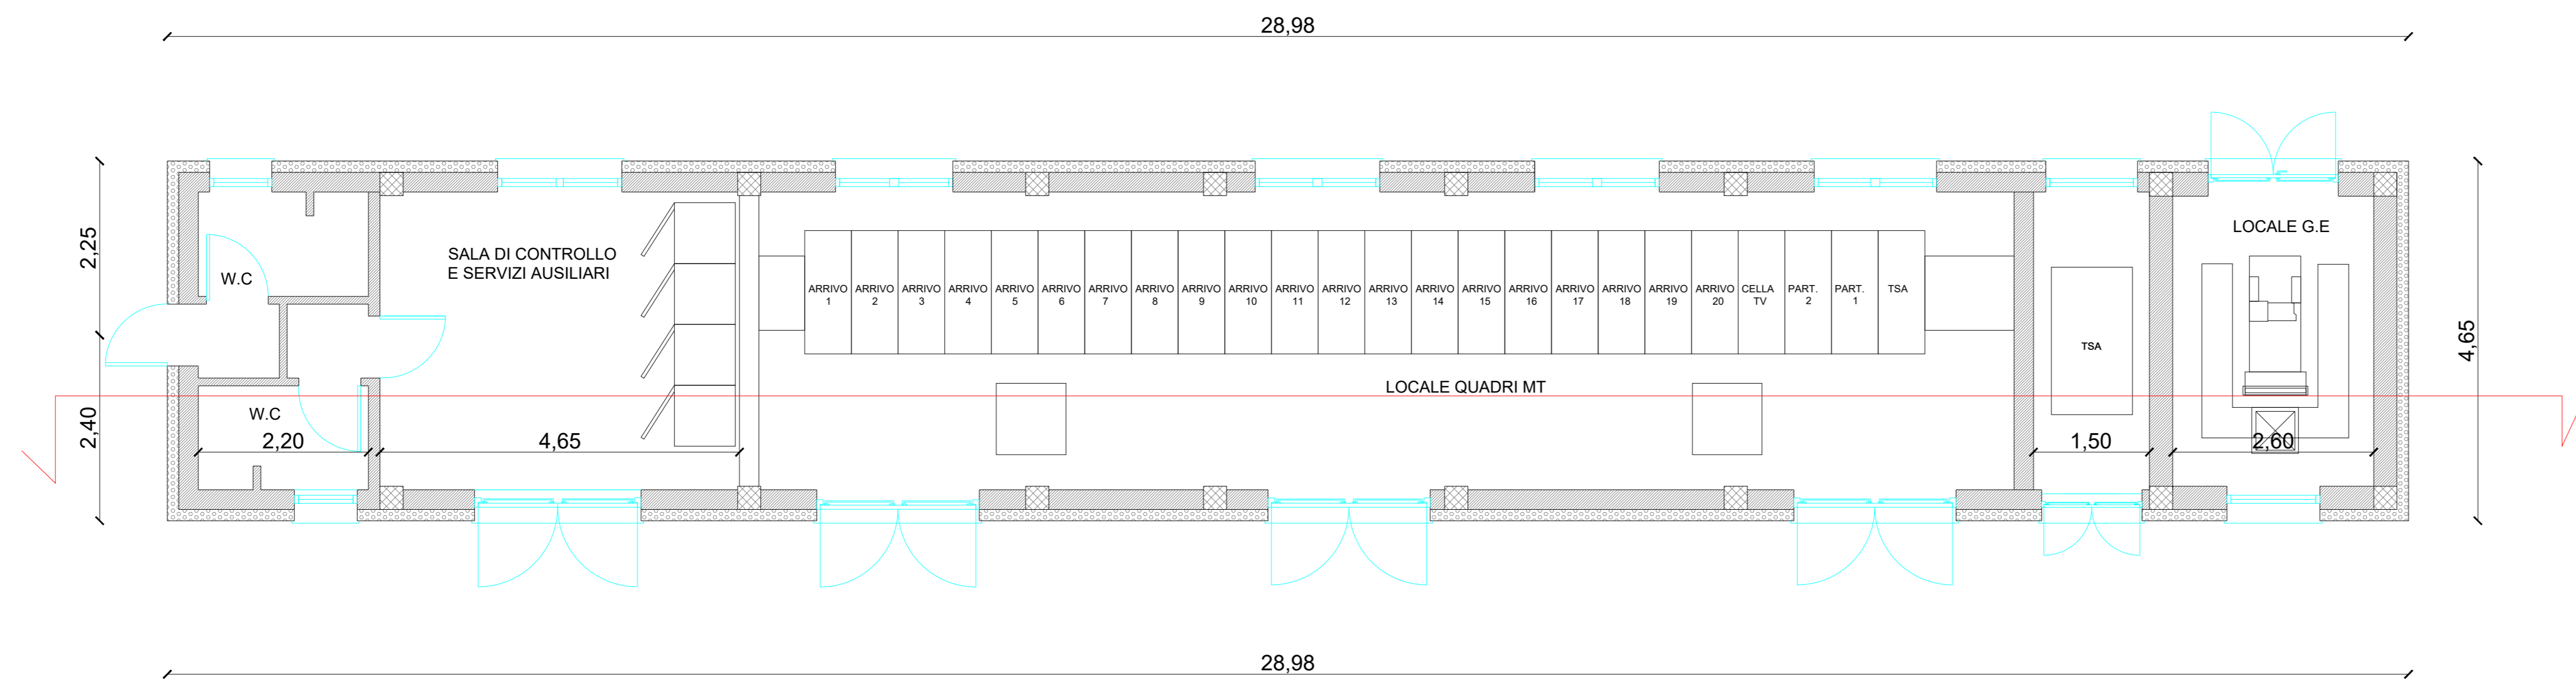 28,98
2,25
2,40
W.C
W.C
2,20
SALA DI CONTROLLO
E SERVIZI AUSILIARI
4,65
ARRIVO
1
ARRIVO
2
ARRIVO
3
ARRIVO
4
ARRIVO
5
ARRIVO
6
ARRIVO
7
ARRIVO
8
ARRIVO
9
ARRIVO
10
ARRIVO
11
ARRIVO
12
ARRIVO
13
ARRIVO
14
ARRIVO
15
ARRIVO
16
ARRIVO
17
ARRIVO
18
ARRIVO
19
ARRIVO
20
CELLA
TV
PART.
2
PART.
1
TSA
LOCALE QUADRI MT
TSA
1,50
LOCALE G.E
2,60
4,65
28,98